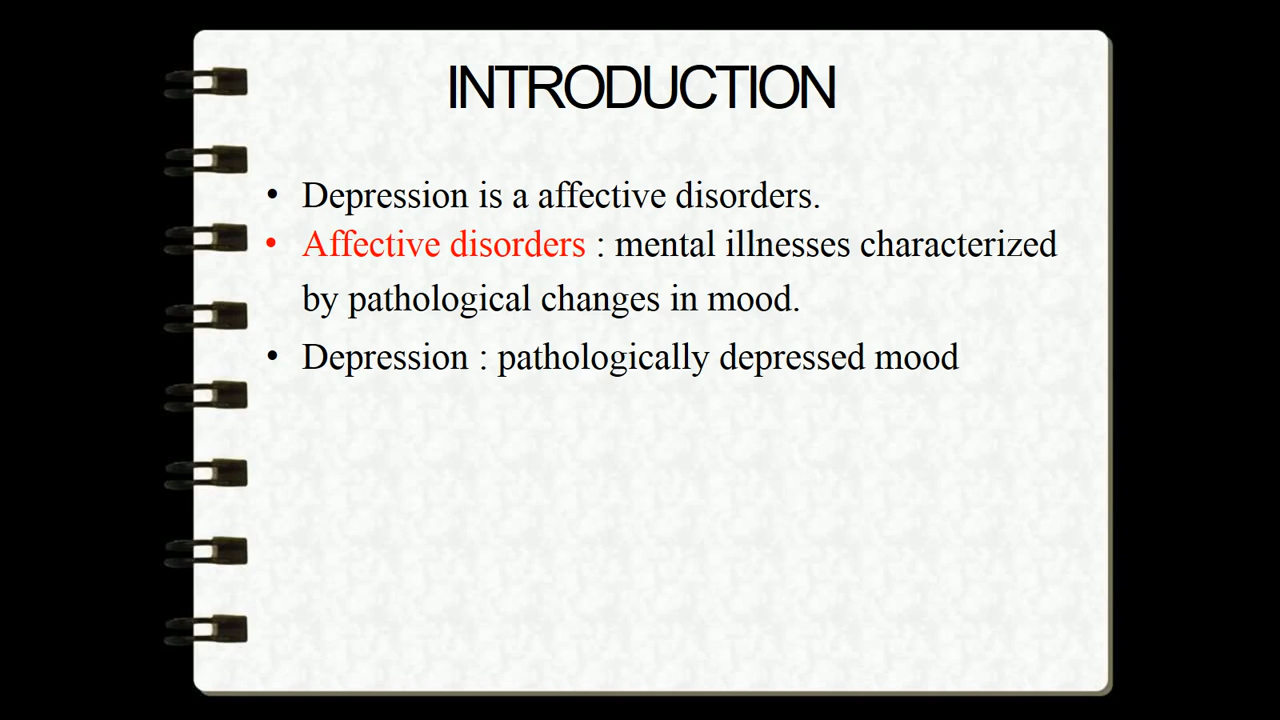 INTRODUCTION
• Depression is a affective disorders.
• Affective disorders : mental illnesses characterized
by pathological changes in mood.
• Depression : pathologically depressed mood